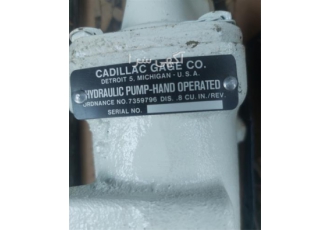 CADILLAC GAGE CO.
DETROIT 5, MICHIGAN - U.S.A.
HYDRAULIC PUMP-HAND OPERATED
ORDNANCE NO. 7359796 DIS. .8 CU. IN./REV.
SERIAL NO.